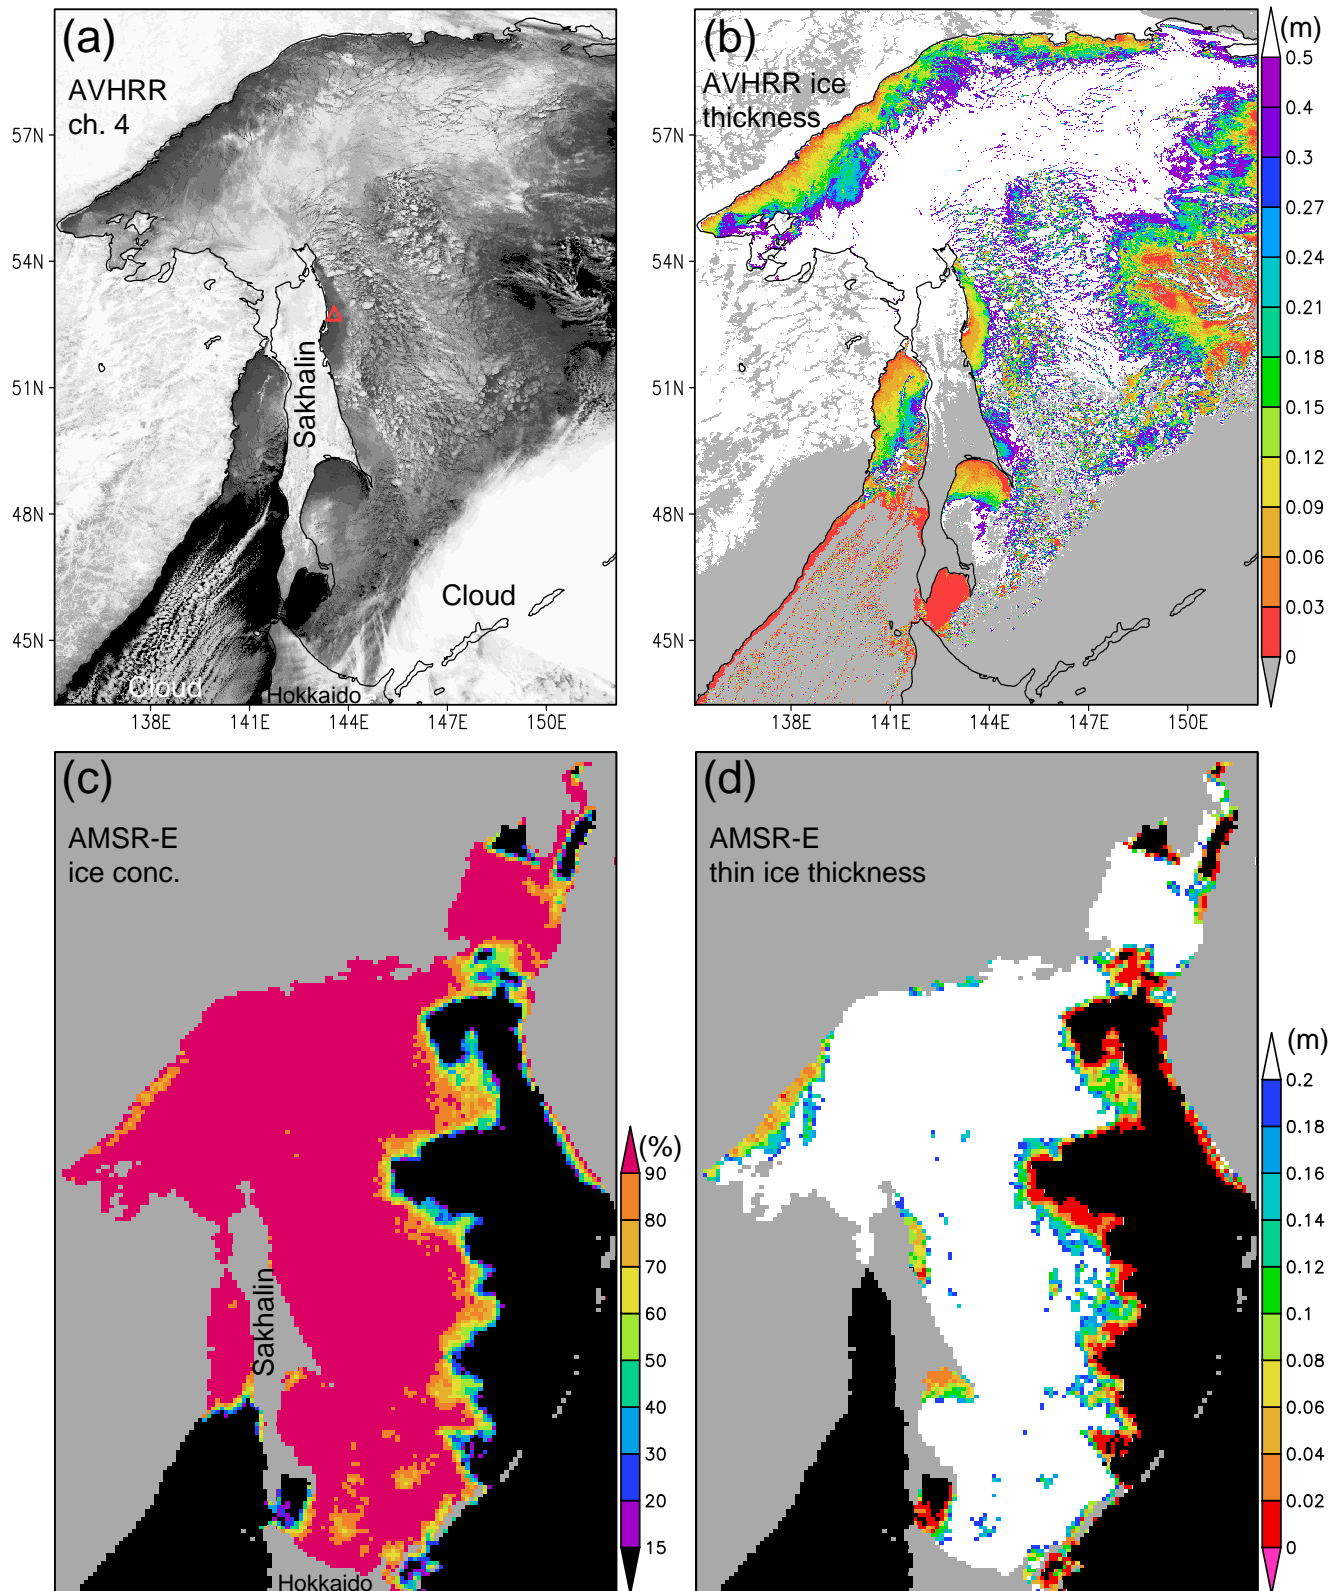 (a)
AVHRR
ch. 4
57N
54N
51N
48N
45N
Sakhalin
Cloud
Cloud
Hokkaido
138E
141E
144E
147E
150E
(b)
AVHRR ice
thickness
57N
54N
51N
48N
45N
138E
141E
144E
147E
150E
(m)
0.5
0.4
0.3
0.27
0.24
0.21
0.18
0.15
0.12
0.09
0.06
0.03
0
(c)
AMSR-E
ice conc.
Sakhalin
Hokkaido
(%)
90
80
70
60
50
40
30
20
15
(d)
AMSR-E
thin ice thickness
(m)
0.2
0.18
0.16
0.14
0.12
0.1
0.08
0.06
0.04
0.02
0